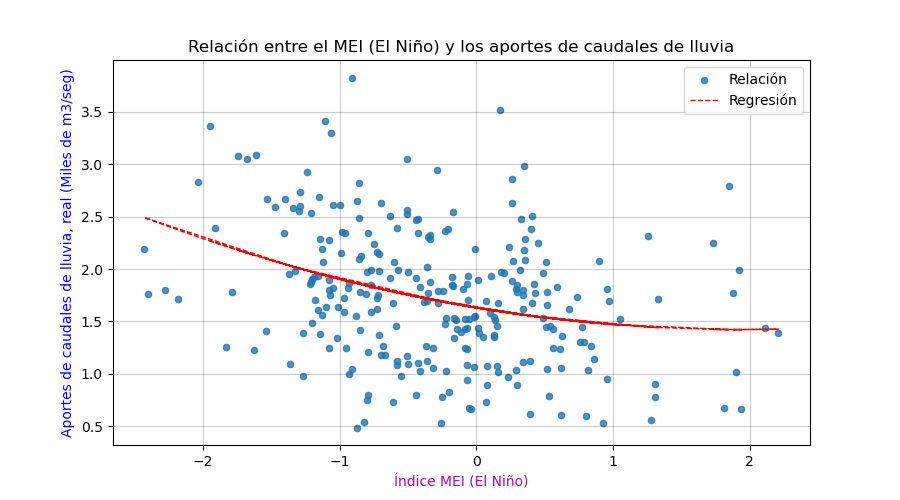 Relación entre el MEI (El Niño) y los aportes de caudales de lluvia
Aportes de caudales de lluvia, real (Miles de m3/seg)
3.5
3.0
2.5
2.0
1.5
1.0
0.5
Relación
Regresión
−2
−1
0
1
2
Índice MEI (El Niño)